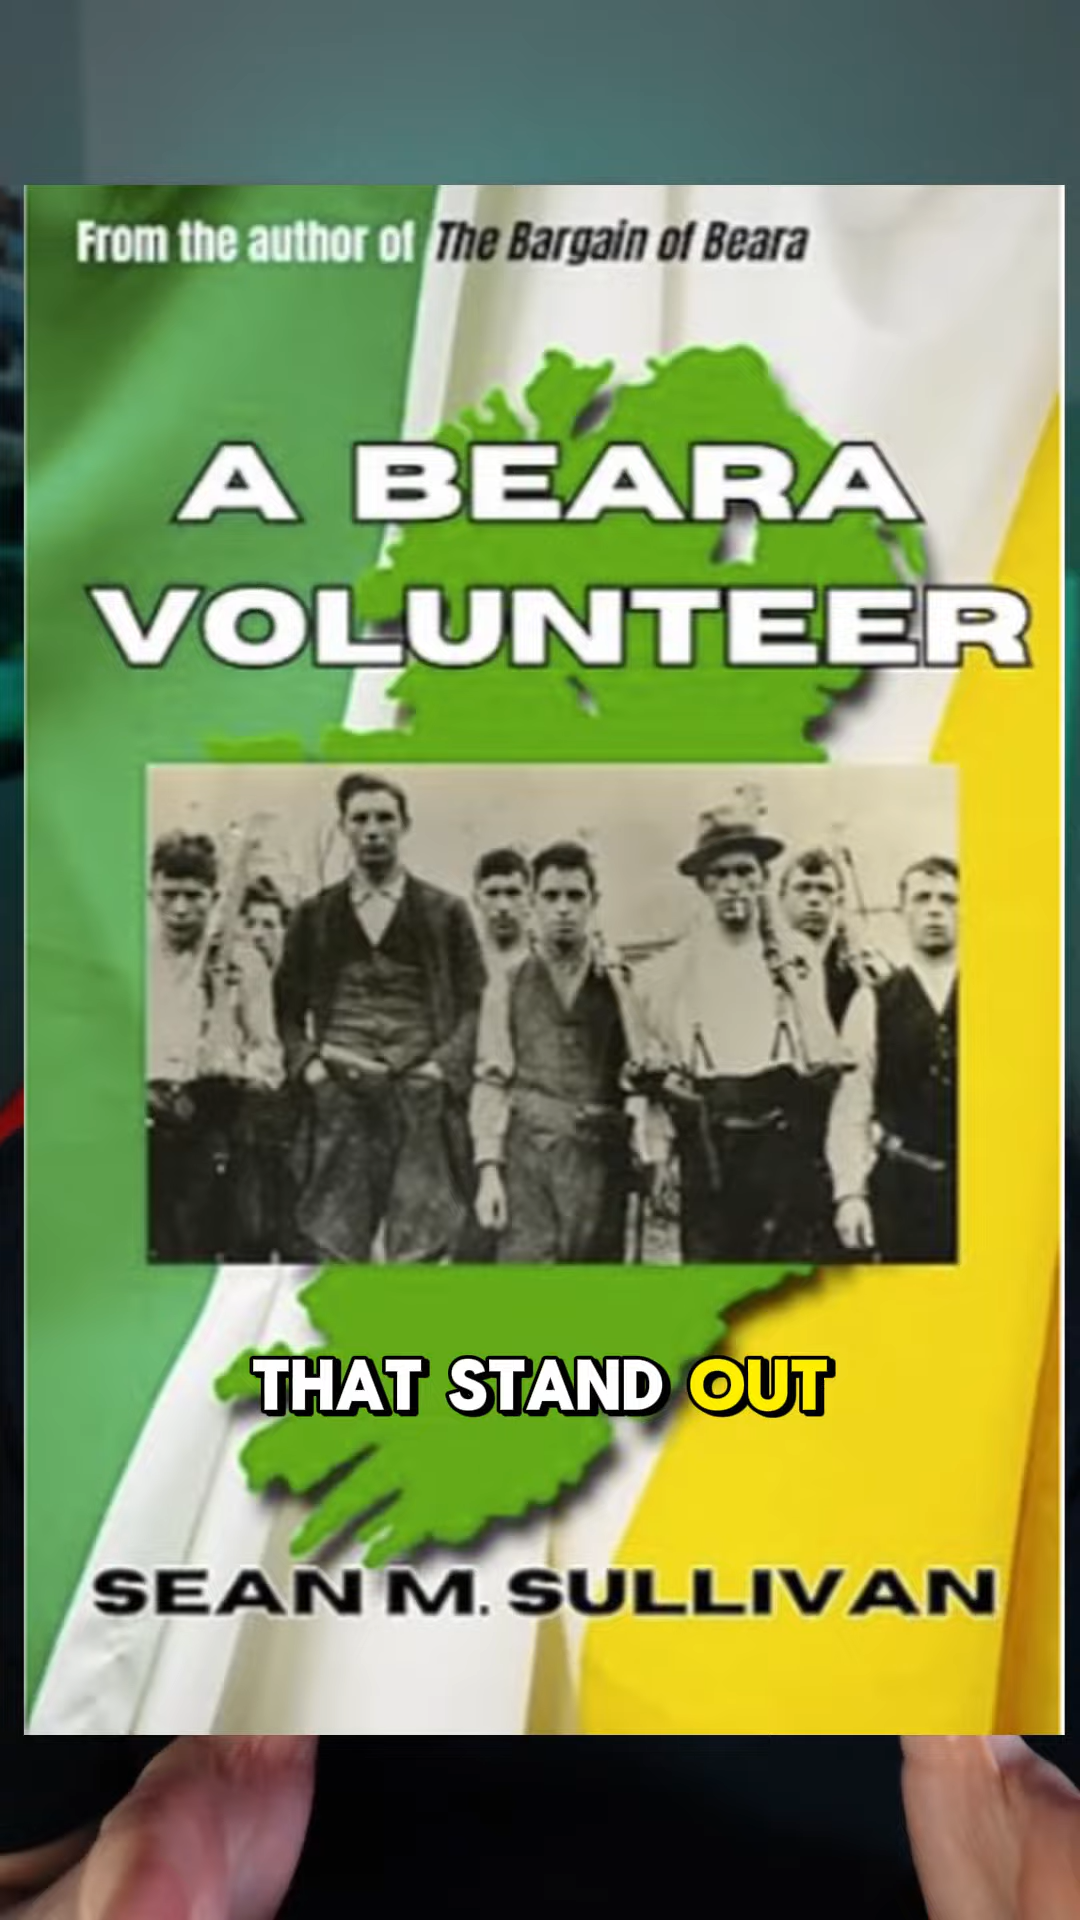 From the author of The Bargain of Beara
A BEARA
VOLUNTEER
THAT STAND OUT
SEAN M. SULLIVAN